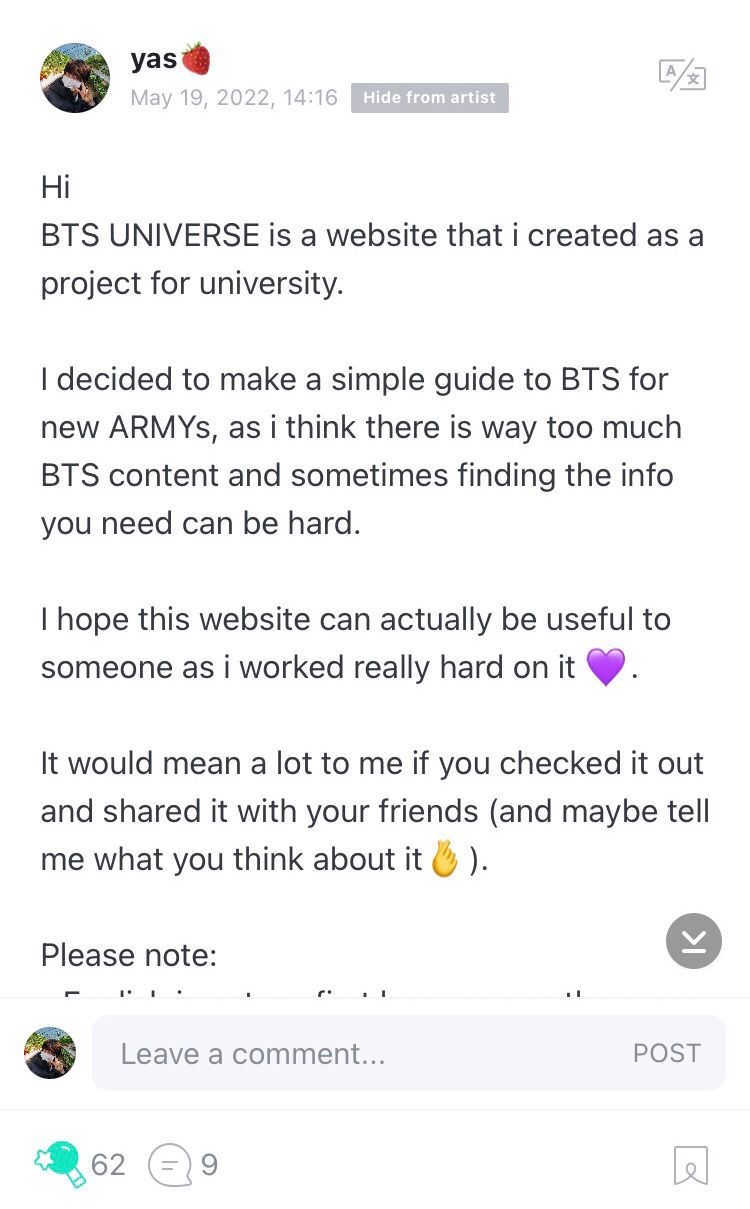 yas🍓
May 19, 2022, 14:16 Hide from artist
Hi
BTS UNIVERSE is a website that i created as a
project for university.
I decided to make a simple guide to BTS for
new ARMYs, as i think there is way too much
BTS content and sometimes finding the info
you need can be hard.
I hope this website can actually be useful to
someone as i worked really hard on it 💜.
It would mean a lot to me if you checked it out
and shared it with your friends (and maybe tell
me what you think about it🫰 ).
Please note:
Leave a comment... POST
62 9